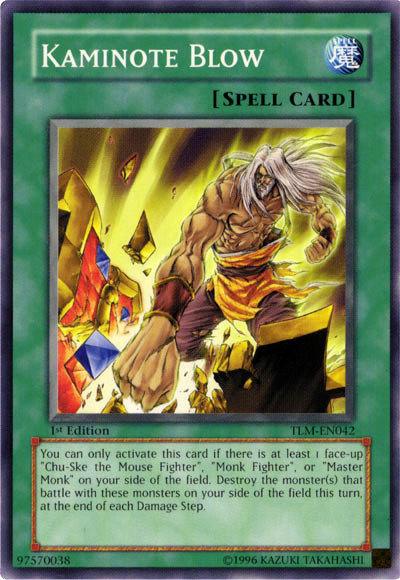 KAMINOTE BLOW
SPELL
魔
[SPELL CARD]
1st Edition
TLM-EN042
You can only activate this card if there is at least 1 face-up
"Chu-Ske the Mouse Fighter", "Monk Fighter", or "Master
Monk" on your side of the field. Destroy the monster(s) that
battle with these monsters on your side of the field this turn,
at the end of each Damage Step.
97570038
©1996 KAZUKI TAKAHASHI